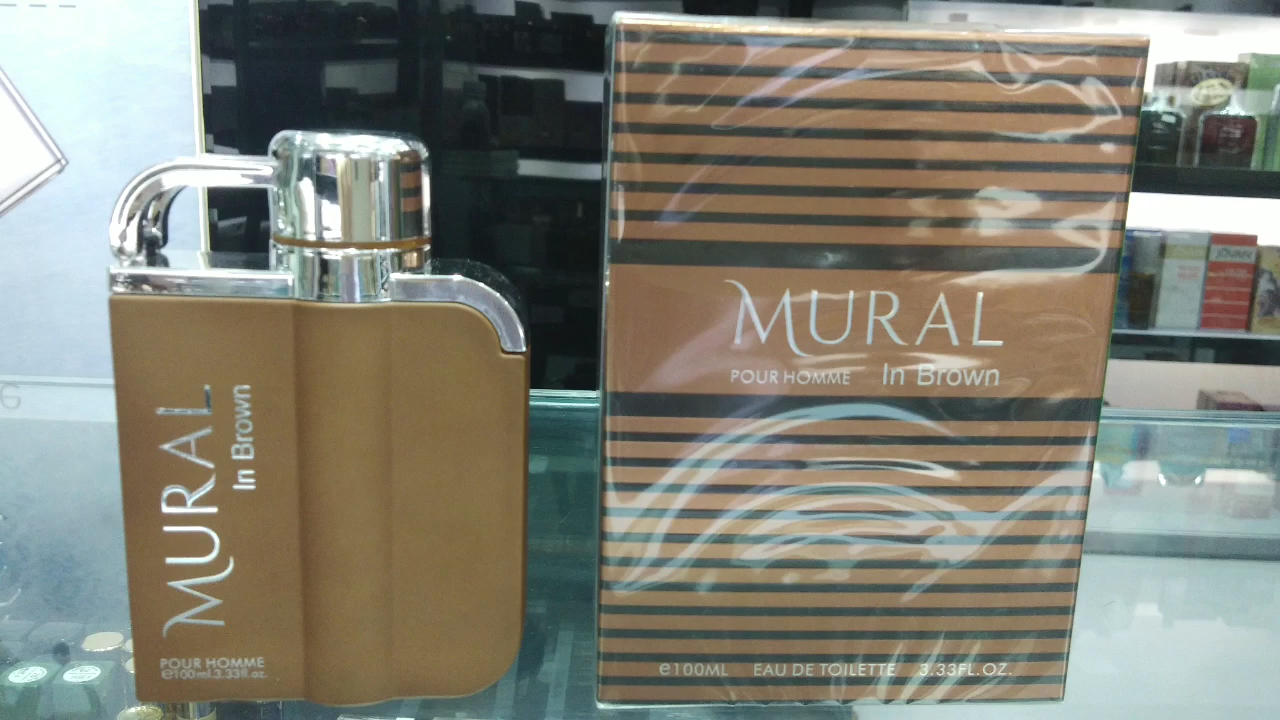 MURAL
In Brown
POUR HOMME
e100ml.3.33fl.oz.
MURAL
POUR HOMME In Brown
e100ML EAU DE TOILETTE 3.33FL.OZ.
G